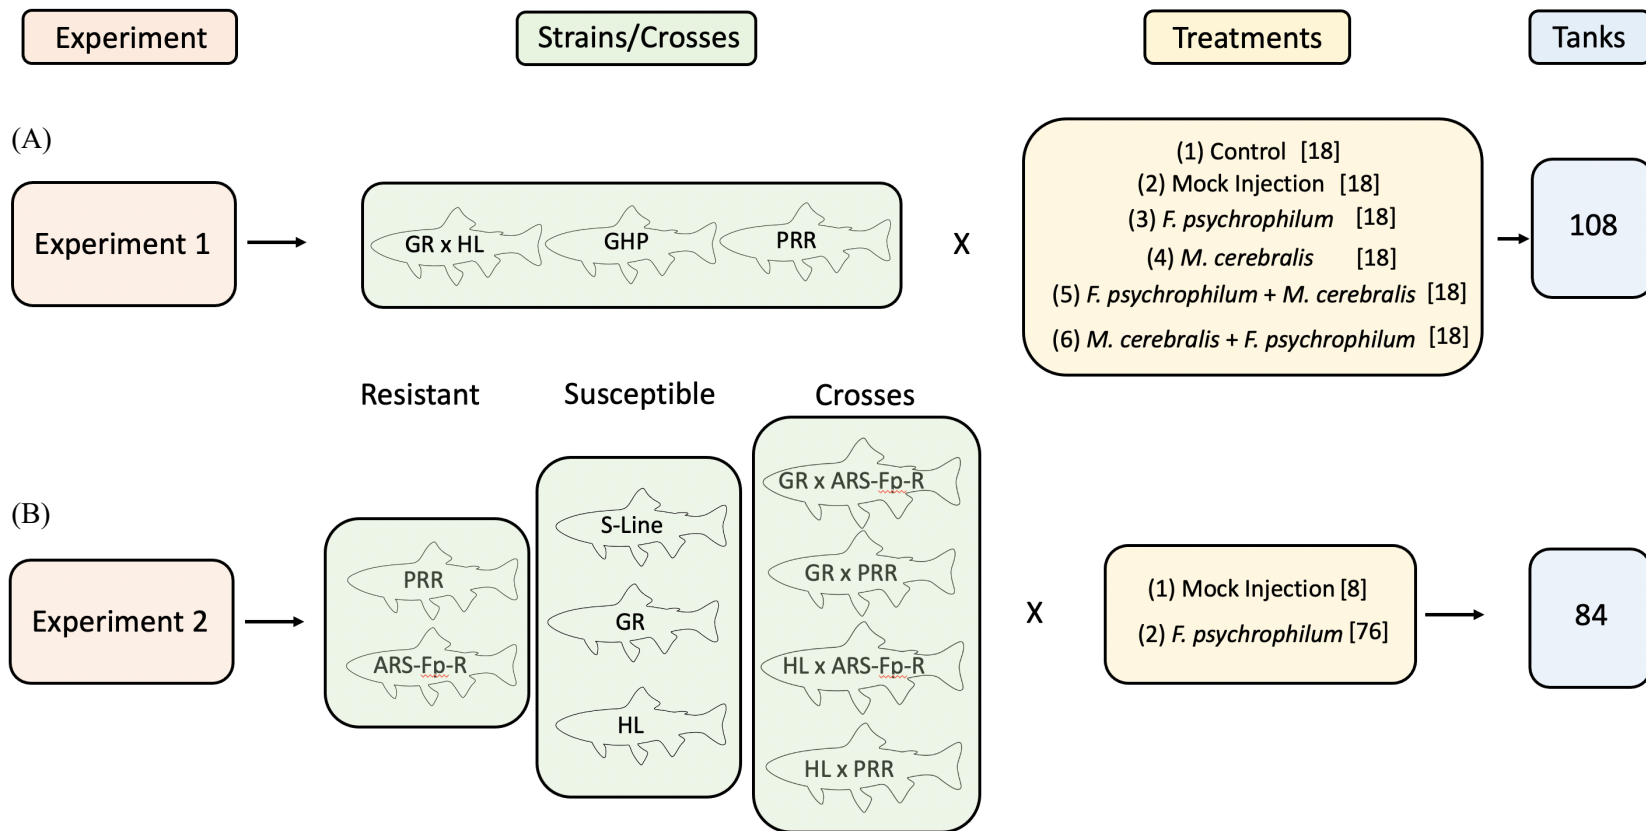 Experiment
Strains/Crosses
Treatments
Tanks
(A)
Experiment 1
GR x HL
GHP
PRR
X
(1) Control [18]
(2) Mock Injection [18]
(3) F. psychrophilum [18]
(4) M. cerebralis [18]
(5) F. psychrophilum + M. cerebralis [18]
(6) M. cerebralis + F. psychrophilum [18]
108
Resistant
Susceptible
Crosses
(B)
Experiment 2
PRR
ARS-Fp-R
S-Line
GR
HL
GR x ARS-Fp-R
GR x PRR
HL x ARS-Fp-R
HL x PRR
X
(1) Mock Injection [8]
(2) F. psychrophilum [76]
84